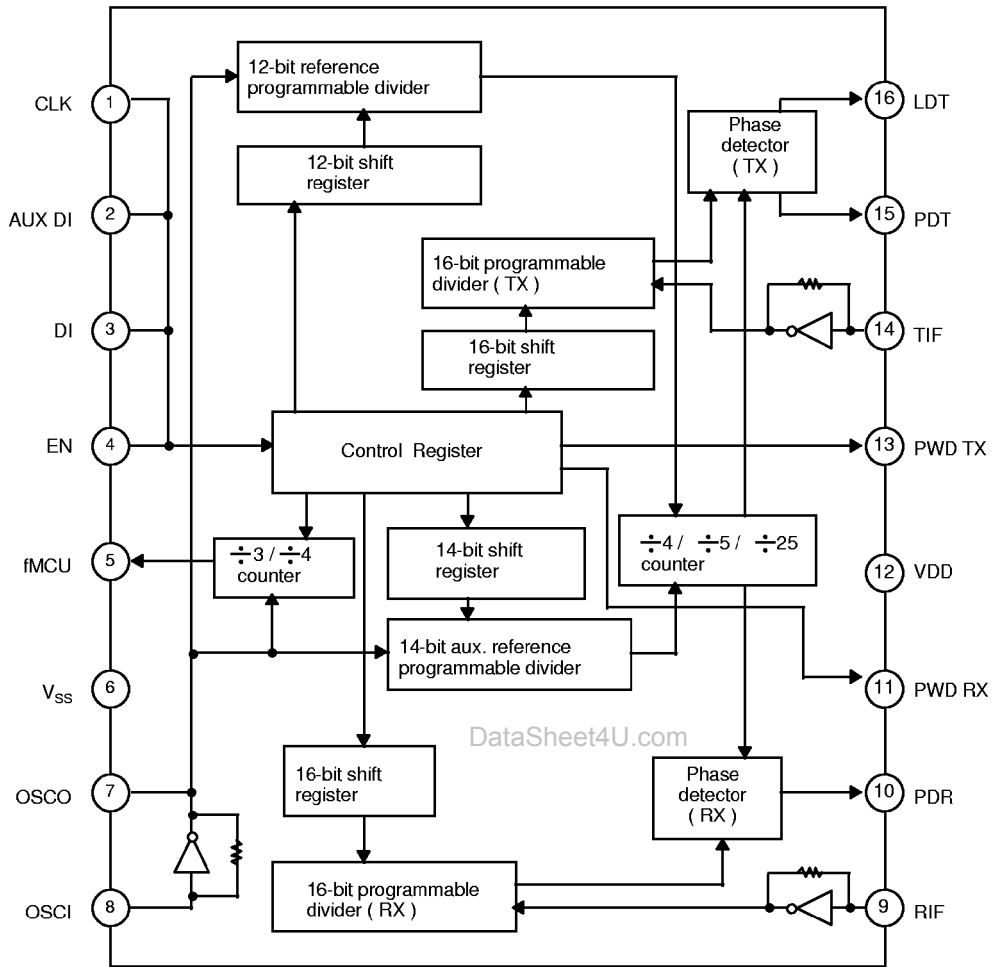 12-bit reference
programmable divider
CLK
1
16
LDT
Phase
detector
( TX )
12-bit shift
register
AUX DI
2
15
PDT
16-bit programmable
divider ( TX )
DI
3
14
TIF
16-bit shift
register
EN
4
Control Register
13
PWD TX
÷3 / ÷4
counter
14-bit shift
register
÷4 / ÷5 / ÷25
counter
fMCU
5
12
VDD
14-bit aux. reference
programmable divider
VSS
6
11
PWD RX
DataSheet4U.com
16-bit shift
register
Phase
detector
( RX )
OSCO
7
10
PDR
16-bit programmable
divider ( RX )
OSCI
8
9
RIF